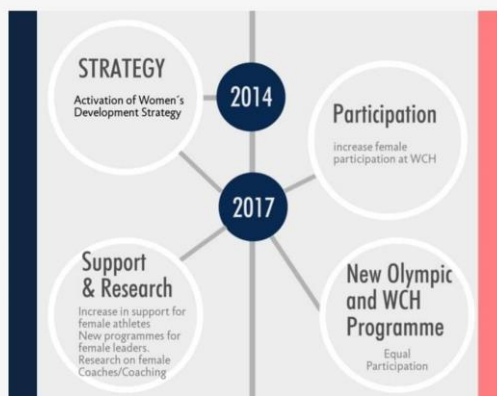 STRATEGY
Activation of Women´s
Development Strategy
2014
Participation
increase female
participation at WCH
2017
Support
& Research
Increase in support for
female athletes
New programmes for
female leaders.
Research on female
Coaches/Coaching
New Olympic
and WCH
Programme
Equal
Participation